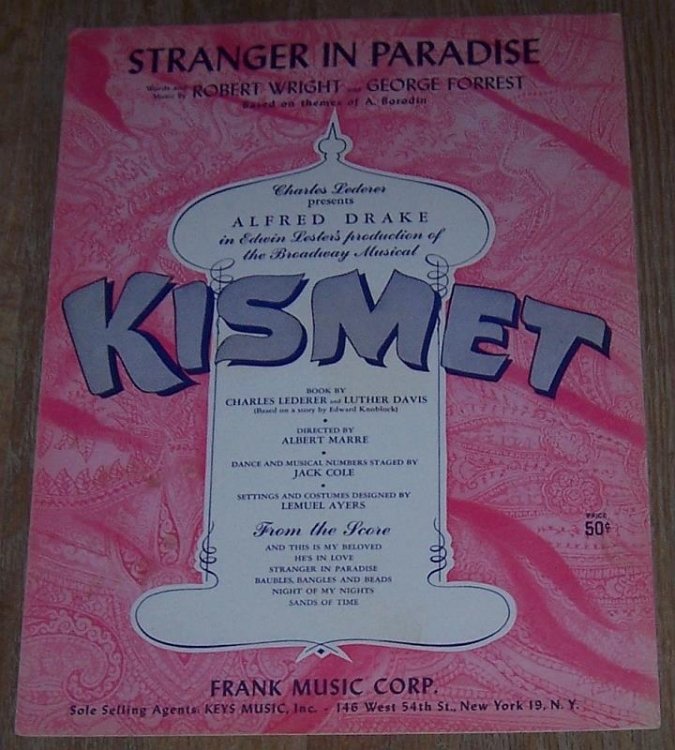 STRANGER IN PARADISE
Words and Music by ROBERT WRIGHT and GEORGE FORREST
Based on themes of A. Borodin
Charles Lederer
presents
ALFRED DRAKE
in Edwin Lester's production of
the Broadway Musical
KISMET
BOOK BY
CHARLES LEDERER and LUTHER DAVIS
(Based on a story by Edward Knoblock)
DIRECTED BY
ALBERT MARRE
DANCE AND MUSICAL NUMBERS STAGED BY
JACK COLE
SETTINGS AND COSTUMES DESIGNED BY
LEMUEL AYERS
From the Score
AND THIS IS MY BELOVED
HE'S IN LOVE
STRANGER IN PARADISE
BAUBLES, BANGLES AND BEADS
NIGHT OF MY NIGHTS
SANDS OF TIME
PRICE
50¢
FRANK MUSIC CORP.
Sole Selling Agents: KEYS MUSIC, Inc. - 146 West 54th St., New York 19, N. Y.